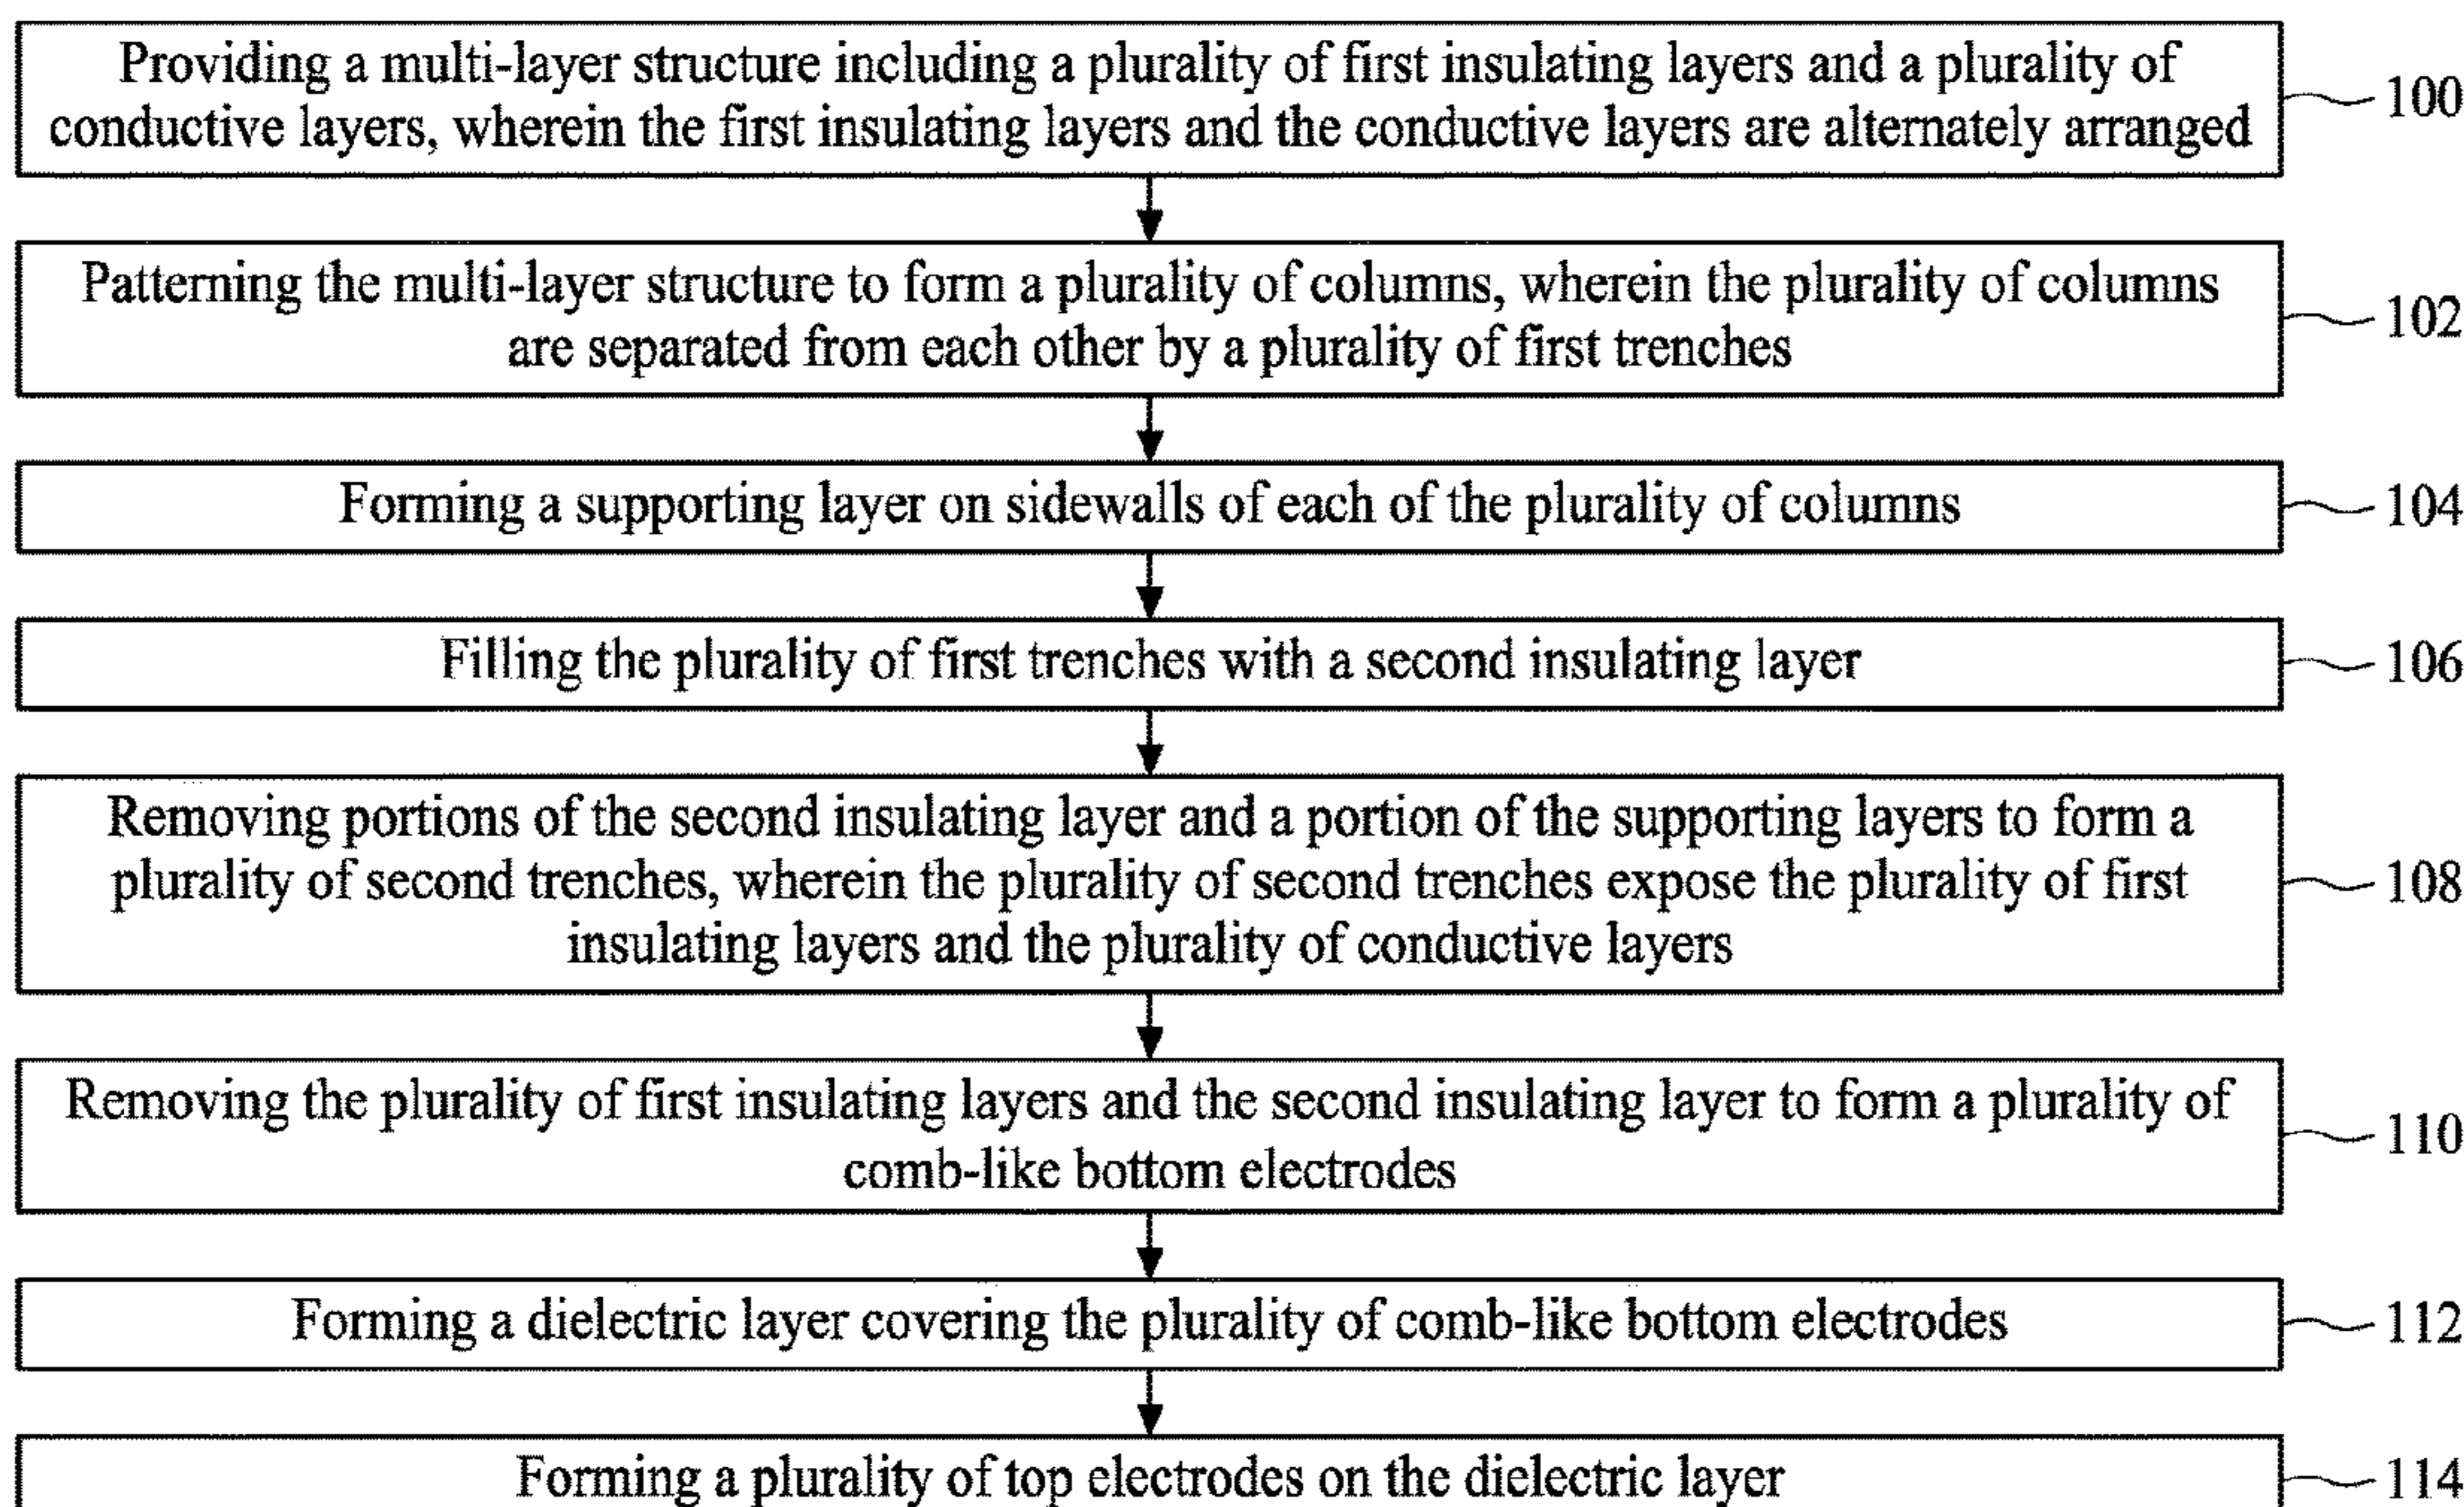 Providing a multi-layer structure including a plurality of first insulating layers and a plurality of
conductive layers, wherein the first insulating layers and the conductive layers are alternately arranged
100
Patterning the multi-layer structure to form a plurality of columns, wherein the plurality of columns
are separated from each other by a plurality of first trenches
102
Forming a supporting layer on sidewalls of each of the plurality of columns
104
Filling the plurality of first trenches with a second insulating layer
106
Removing portions of the second insulating layer and a portion of the supporting layers to form a
plurality of second trenches, wherein the plurality of second trenches expose the plurality of first
insulating layers and the plurality of conductive layers
108
Removing the plurality of first insulating layers and the second insulating layer to form a plurality of
comb-like bottom electrodes
110
Forming a dielectric layer covering the plurality of comb-like bottom electrodes
112
Forming a plurality of top electrodes on the dielectric layer
114